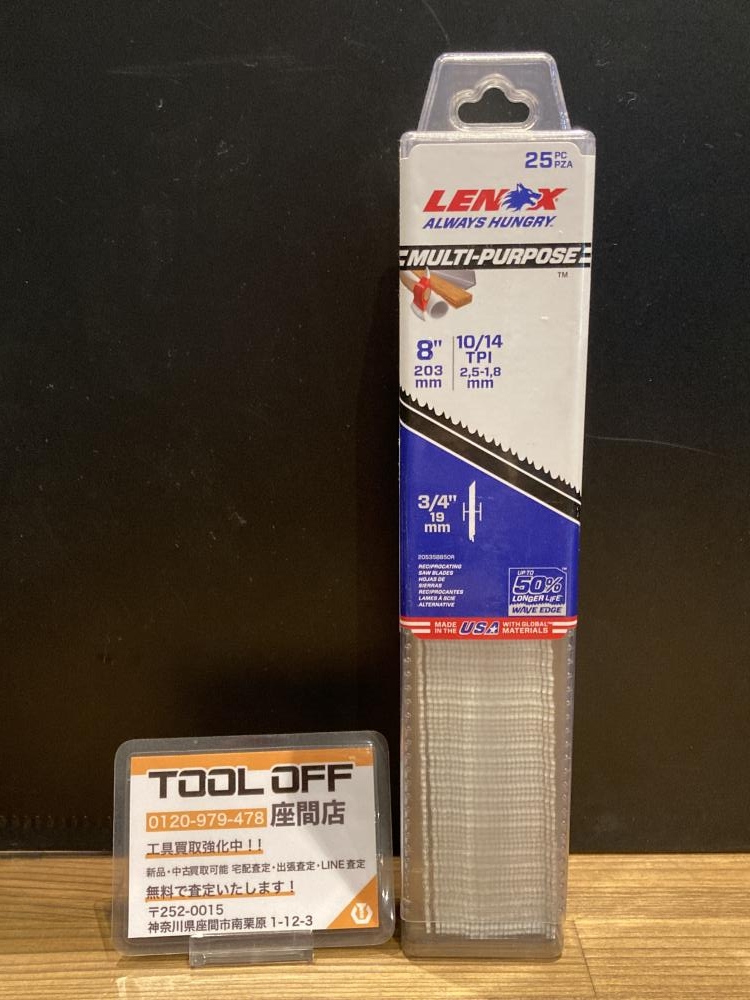 25 PC PZA
LENOX
ALWAYS HUNGRY.
MULTI-PURPOSE
TM
8" 10/14
TPI
203 2,5-1,8
mm mm
3/4"
19
mm
20535B850R
RECIPROCATING
SAW BLADES
HOJAS DE
SIERRAS
RECIPROCANTES
LAMES À SCIE
ALTERNATIVE
UP TO
50%
LONGER LIFE
WAVE EDGE
MADE IN THE USA WITH GLOBAL MATERIALS
TOOL OFF
0120-979-478 座間店
工具買取強化中！！
新品・中古買取可能 宅配査定・出張査定・LINE査定
無料で査定いたします！
〒252-0015
神奈川県座間市南栗原 1-12-3